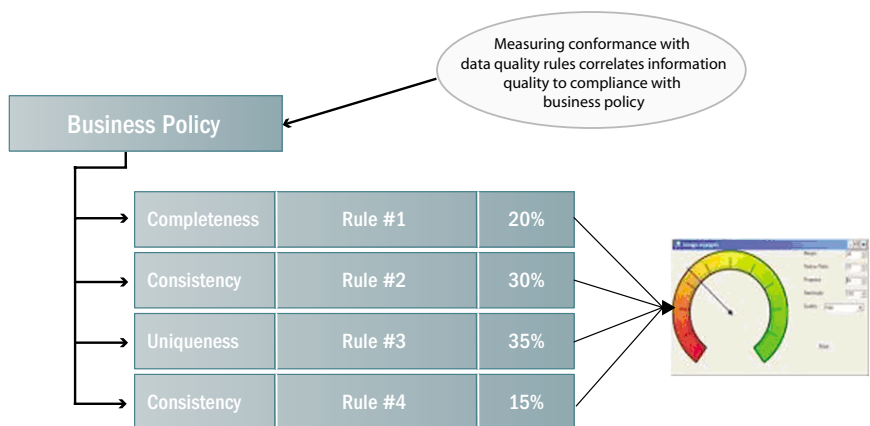 Measuring conformance with
data quality rules correlates information
quality to compliance with
business policy
Business Policy
Completeness Rule #1 20%
Consistency Rule #2 30%
Uniqueness Rule #3 35%
Consistency Rule #4 15%